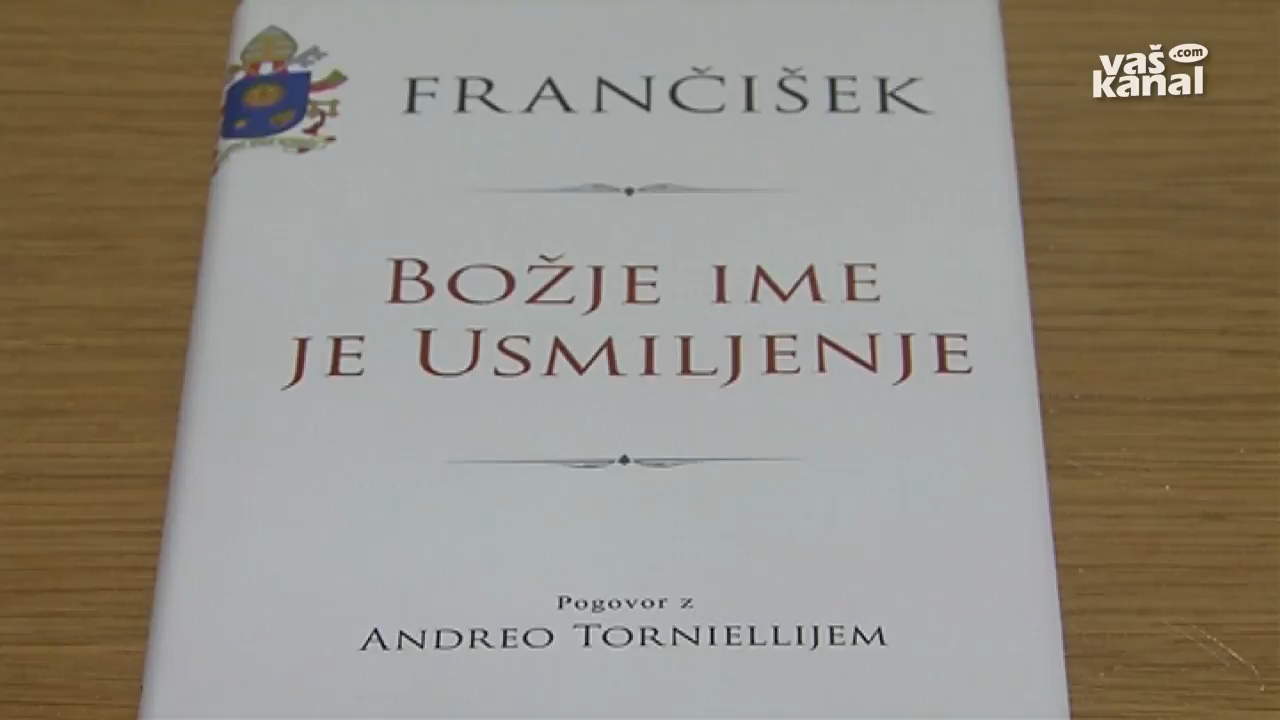 FRANČIŠEK
BOŽJE IME
JE USMILJENJE
Pogovor z
ANDREO TORNIELLIJEM
vaš
.com
kanal